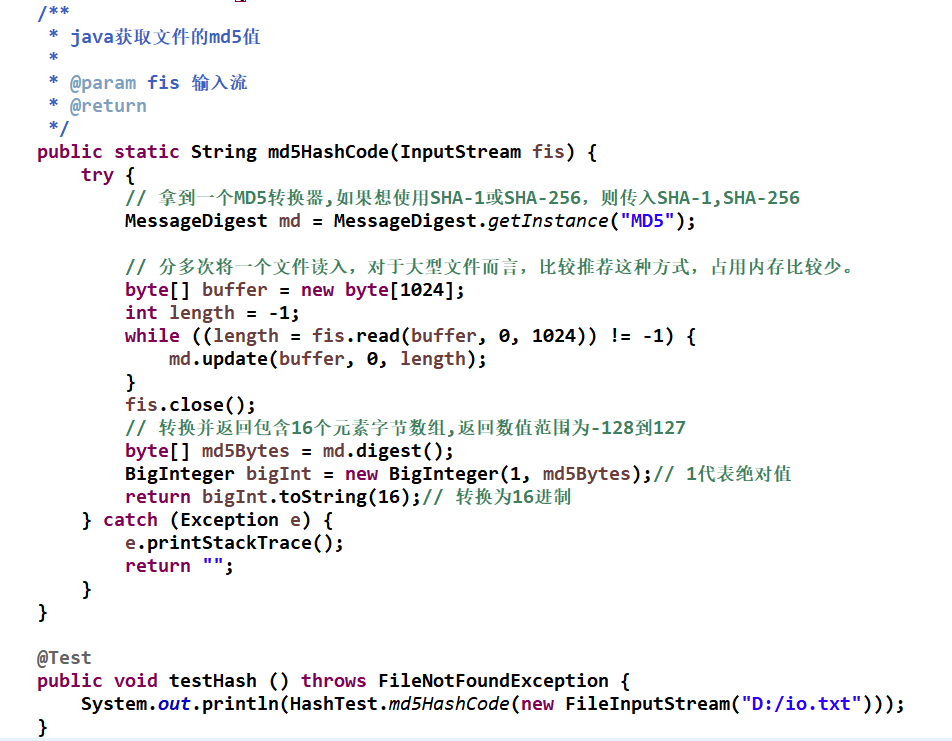 /**
 * java获取文件的md5值
 *
 * @param fis 输入流
 * @return
 */
public static String md5HashCode(InputStream fis) {
    try {
        // 拿到一个MD5转换器,如果想使用SHA-1或SHA-256，则传入SHA-1,SHA-256
        MessageDigest md = MessageDigest.getInstance("MD5");

        // 分多次将一个文件读入，对于大型文件而言，比较推荐这种方式，占用内存比较少。
        byte[] buffer = new byte[1024];
        int length = -1;
        while ((length = fis.read(buffer, 0, 1024)) != -1) {
            md.update(buffer, 0, length);
        }
        fis.close();
        // 转换并返回包含16个元素字节数组,返回数值范围为-128到127
        byte[] md5Bytes = md.digest();
        BigInteger bigInt = new BigInteger(1, md5Bytes);// 1代表绝对值
        return bigInt.toString(16);// 转换为16进制
    } catch (Exception e) {
        e.printStackTrace();
        return "";
    }
}

@Test
public void testHash () throws FileNotFoundException {
    System.out.println(HashTest.md5HashCode(new FileInputStream("D:/io.txt")));
}